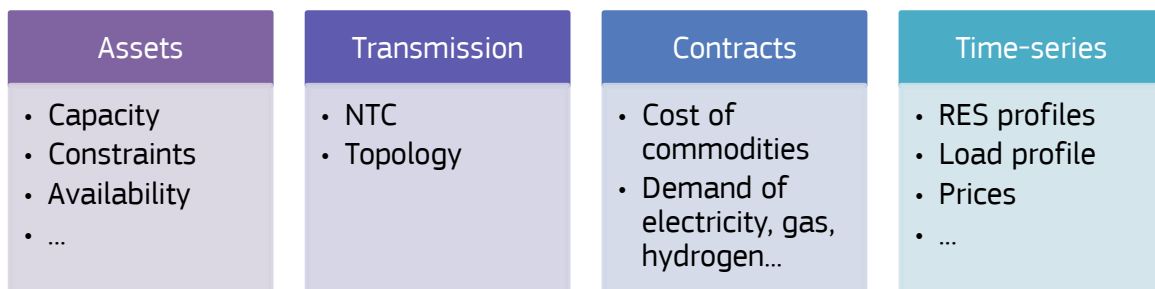 Assets
• Capacity
• Constraints
• Availability
• ...
Transmission
• NTC
• Topology
Contracts
• Cost of
commodities
• Demand of
electricity, gas,
hydrogen...
Time-series
• RES profiles
• Load profile
• Prices
• ...